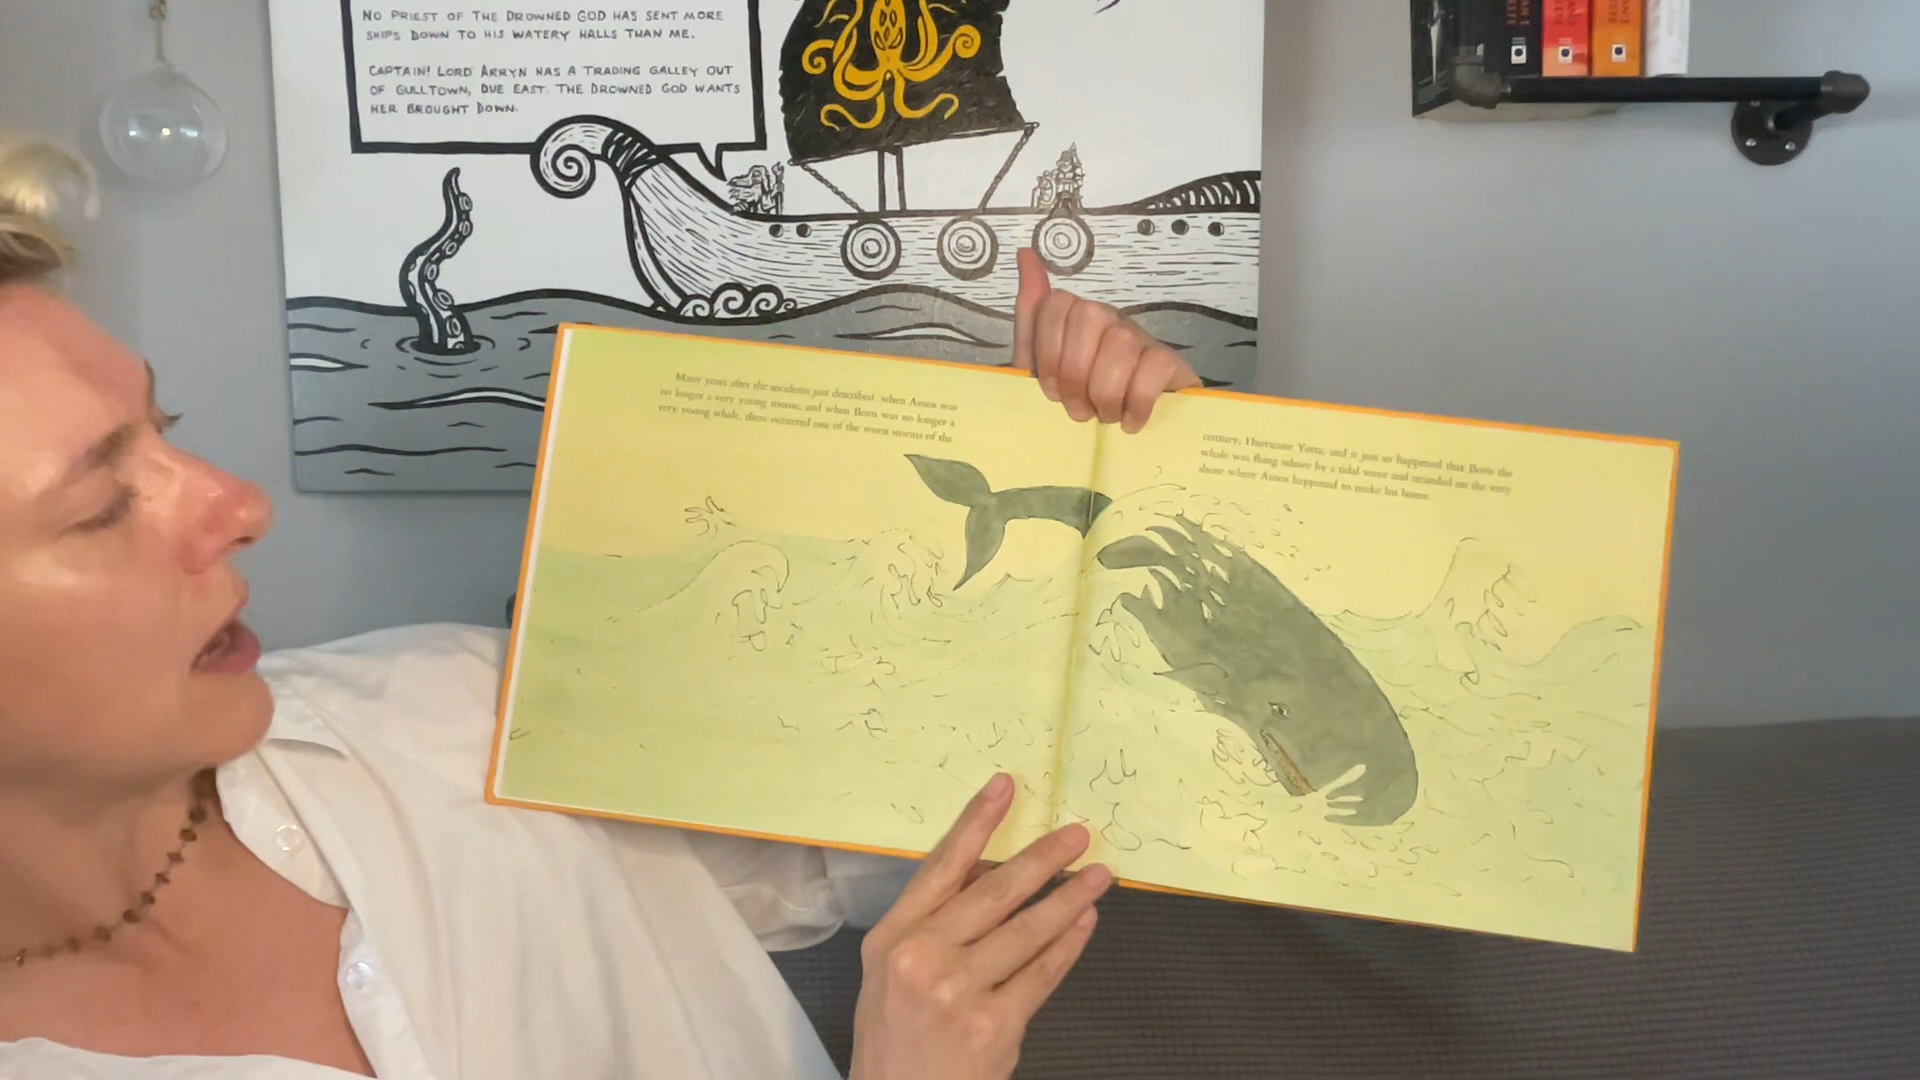 NO PRIEST OF THE DROWNED GOD HAS SENT MORE
SHIPS DOWN TO HIS WATERY HALLS THAN ME.
CAPTAIN! LORD ARRYN HAS A TRADING GALLEY OUT
OF GULLTOWN, DUE EAST. THE DROWNED GOD WANTS
HER BROUGHT DOWN.
Many years after the incidents just described, when Amos was
no longer a very young mouse, and when Boris was no longer a
very young whale, there occurred one of the worst storms of the
century, Hurricane Yetta; and it just so happened that Boris the
whale was flung ashore by a tidal wave and stranded on the very
shore where Amos happened to make his home.